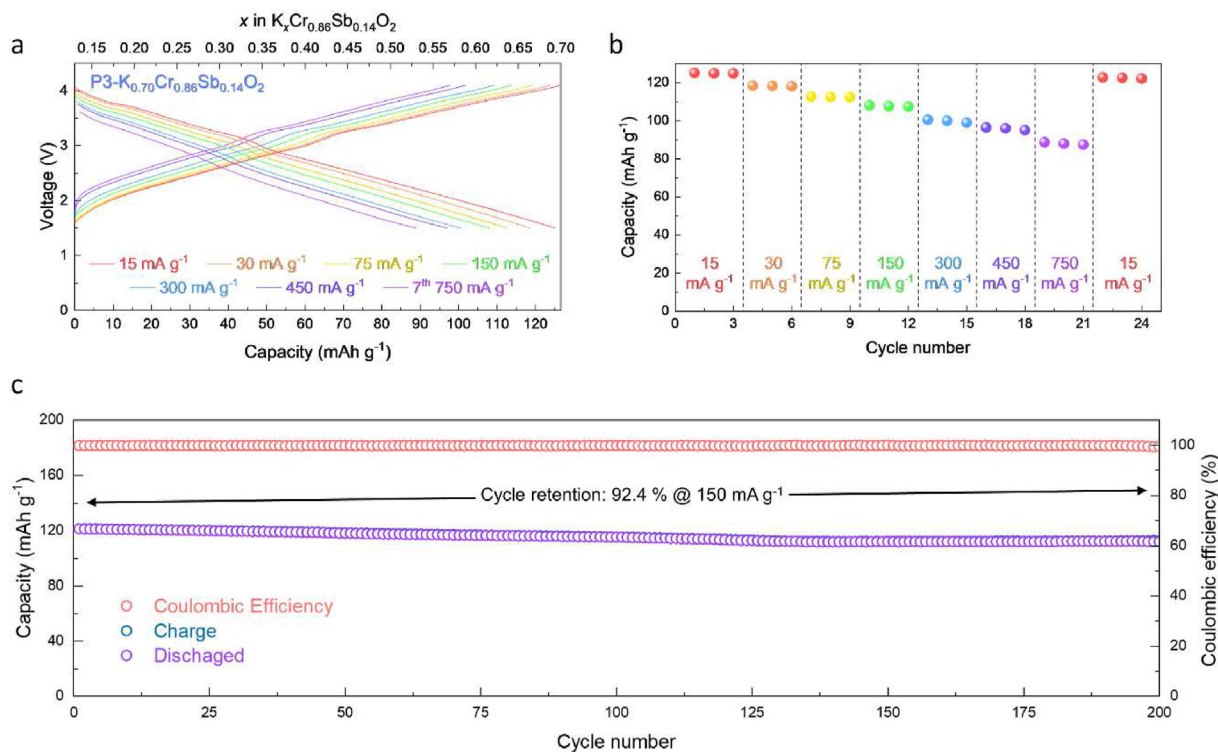 a
x in KₓCr₀.₈₆Sb₀.₁₄O₂
0.15 0.20 0.25 0.30 0.35 0.40 0.45 0.50 0.55 0.60 0.65 0.70
P3-K₀.₇₀Cr₀.₈₆Sb₀.₁₄O₂
Voltage (V)
4
3
2
1
0
15 mA g⁻¹ 30 mA g⁻¹ 75 mA g⁻¹ 150 mA g⁻¹
300 mA g⁻¹ 450 mA g⁻¹ 7ᵗʰ 750 mA g⁻¹
0 10 20 30 40 50 60 70 80 90 100 110 120
Capacity (mAh g⁻¹)
b
Capacity (mAh g⁻¹)
120
100
80
60
40
20
0
15 30 75 150 300 450 750 15
mA g⁻¹ mA g⁻¹ mA g⁻¹ mA g⁻¹ mA g⁻¹ mA g⁻¹ mA g⁻¹ mA g⁻¹
0 3 6 9 12 15 18 21 24
Cycle number
c
Capacity (mAh g⁻¹)
200
160
120
80
40
0
Cycle retention: 92.4 % @ 150 mA g⁻¹
Coulombic Efficiency
Charge
Dischaged
100
80
60
40
20
0
Coulombic efficiency (%)
0 25 50 75 100 125 150 175 200
Cycle number